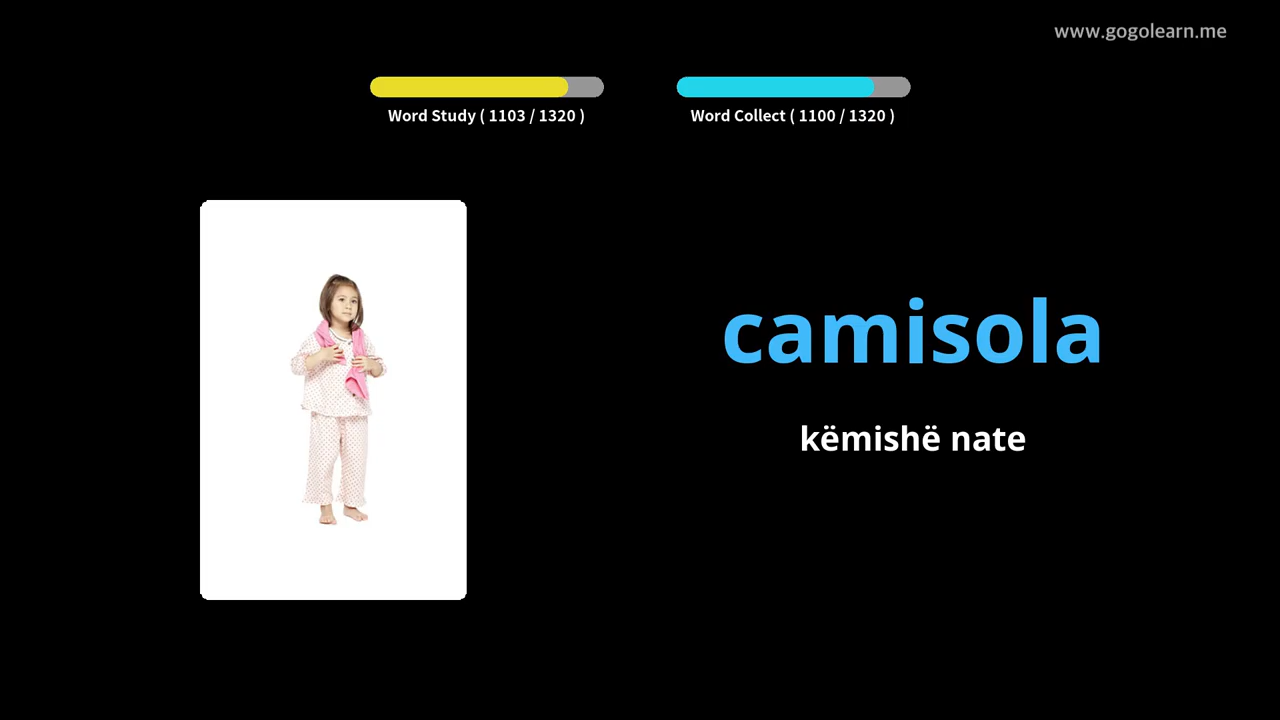 www.gogolearn.me
Word Study ( 1103 / 1320 )
Word Collect ( 1100 / 1320 )
camisola
këmishë nate